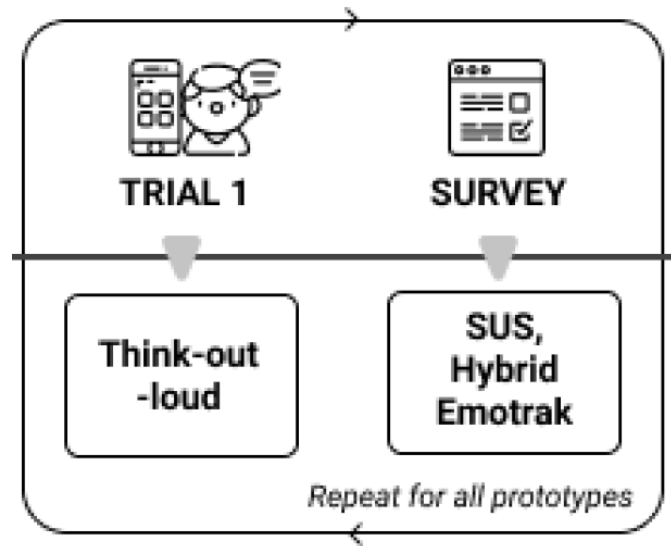 TRIAL 1
SURVEY
Think-out
-loud
SUS,
Hybrid
Emotrak
Repeat for all prototypes